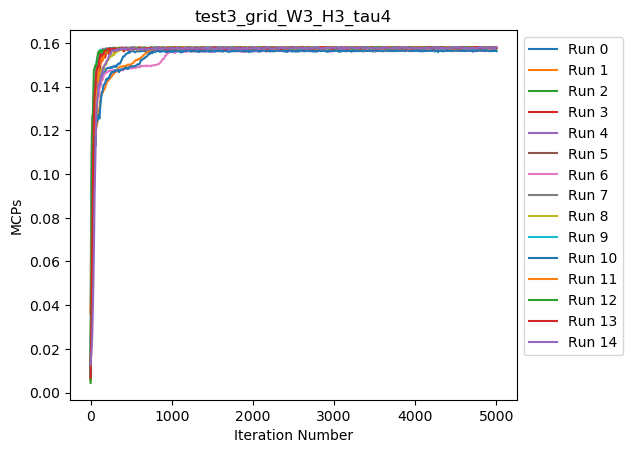 test3_grid_W3_H3_tau4
MCPs
0.16
0.14
0.12
0.10
0.08
0.06
0.04
0.02
0.00
0
1000
2000
3000
4000
5000
Iteration Number
Run 0
Run 1
Run 2
Run 3
Run 4
Run 5
Run 6
Run 7
Run 8
Run 9
Run 10
Run 11
Run 12
Run 13
Run 14